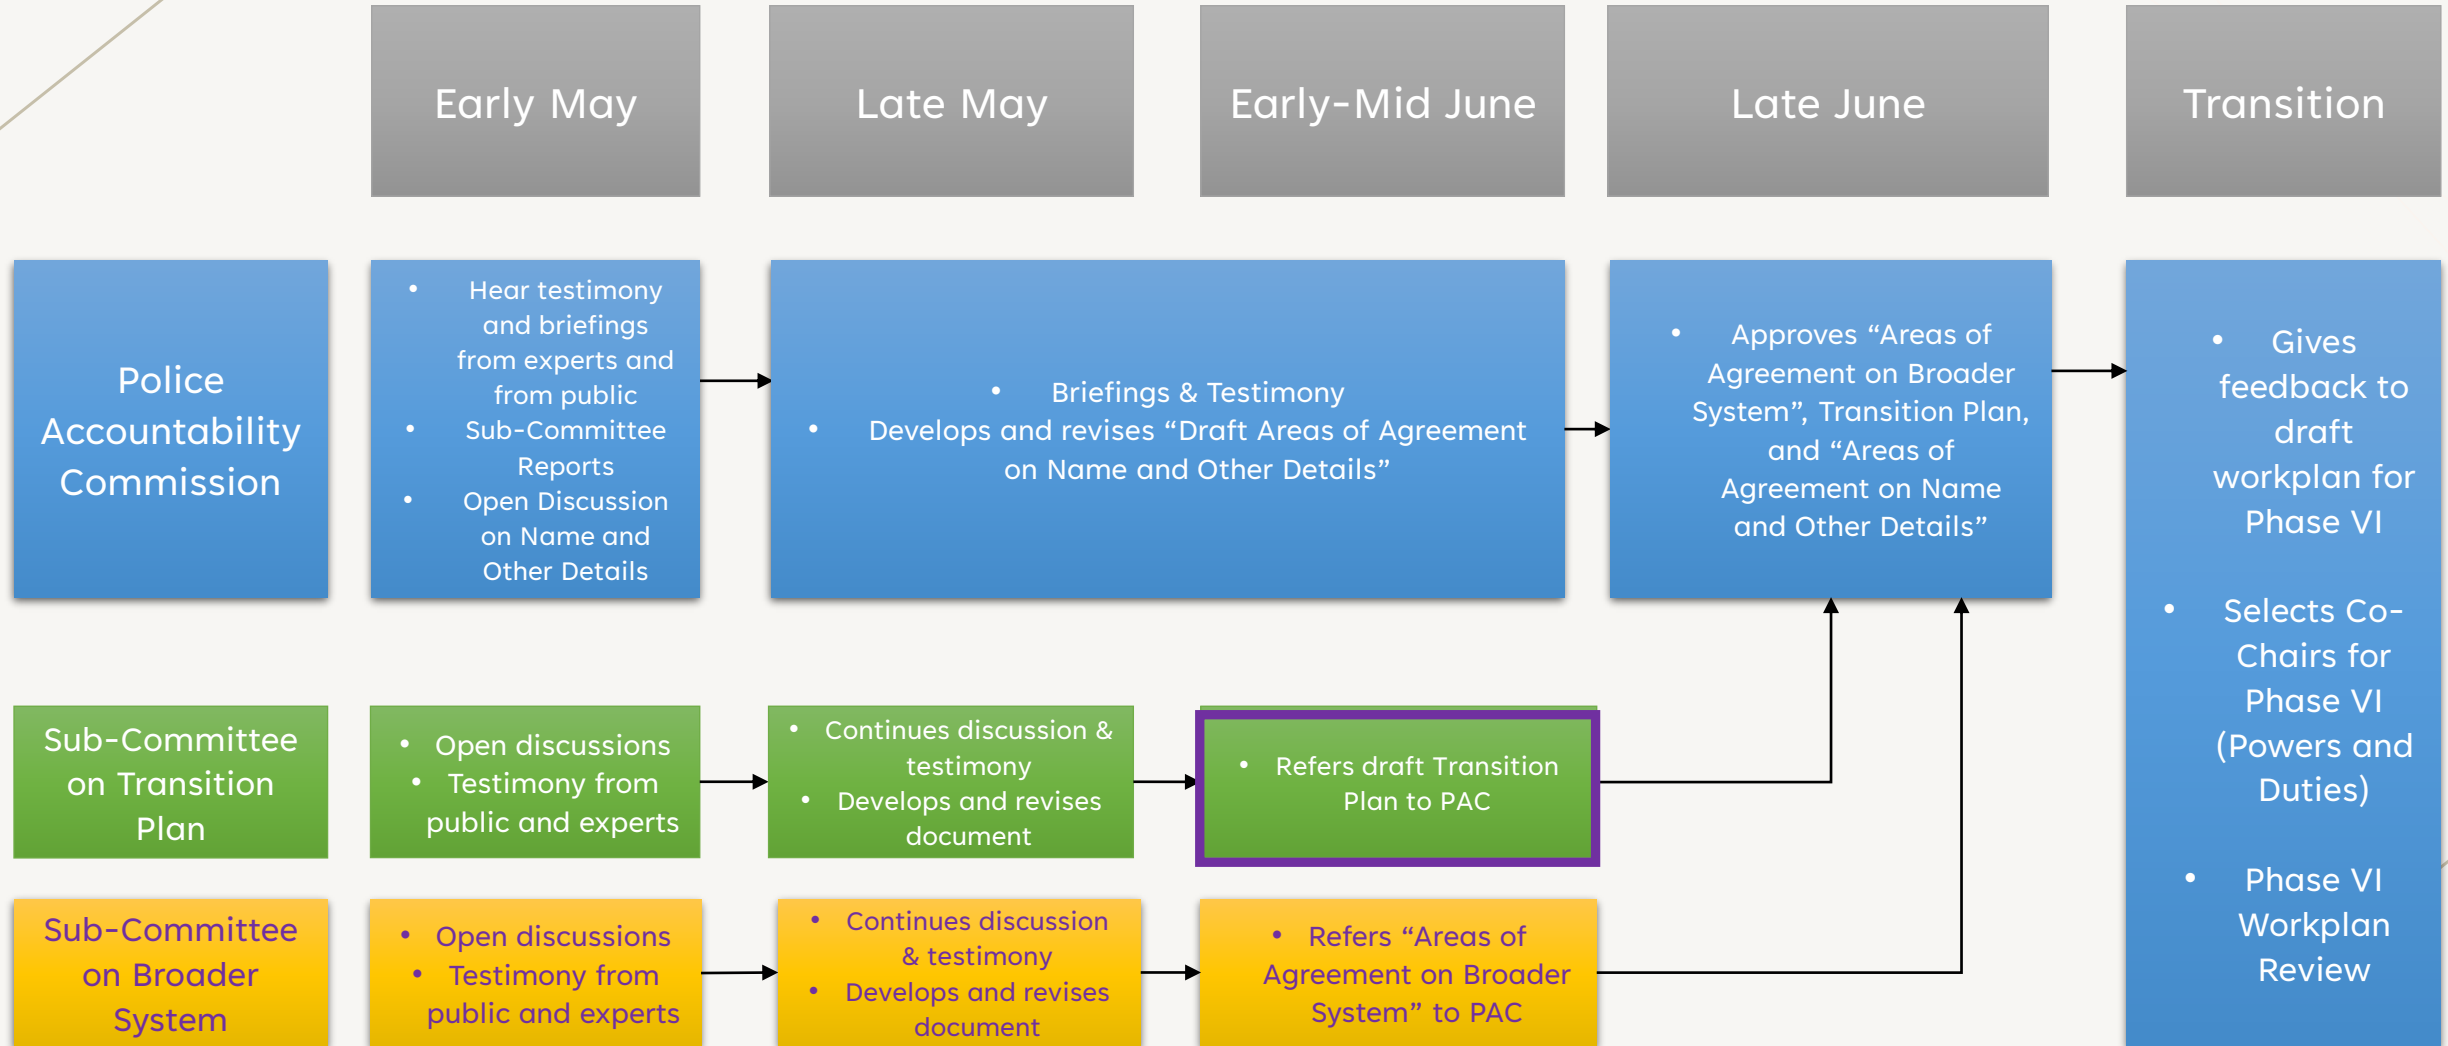 Early May
Late May
Early-Mid June
Late June
Transition
Police
Accountability
Commission
• Hear testimony
and briefings
from experts and
from public
• Sub-Committee
Reports
• Open Discussion
on Name and
Other Details
• Briefings & Testimony
• Develops and revises “Draft Areas of Agreement
on Name and Other Details”
• Approves “Areas of
Agreement on Broader
System”, Transition Plan,
and “Areas of
Agreement on Name
and Other Details”
• Gives
feedback to
draft
workplan for
Phase VI
• Selects Co-
Chairs for
Phase VI
(Powers and
Duties)
• Phase VI
Workplan
Review
Sub-Committee
on Transition
Plan
• Open discussions
• Testimony from
public and experts
• Continues discussion &
testimony
• Develops and revises
document
• Refers draft Transition
Plan to PAC
Sub-Committee
on Broader
System
• Open discussions
• Testimony from
public and experts
• Continues discussion
& testimony
• Develops and revises
document
• Refers “Areas of
Agreement on Broader
System” to PAC